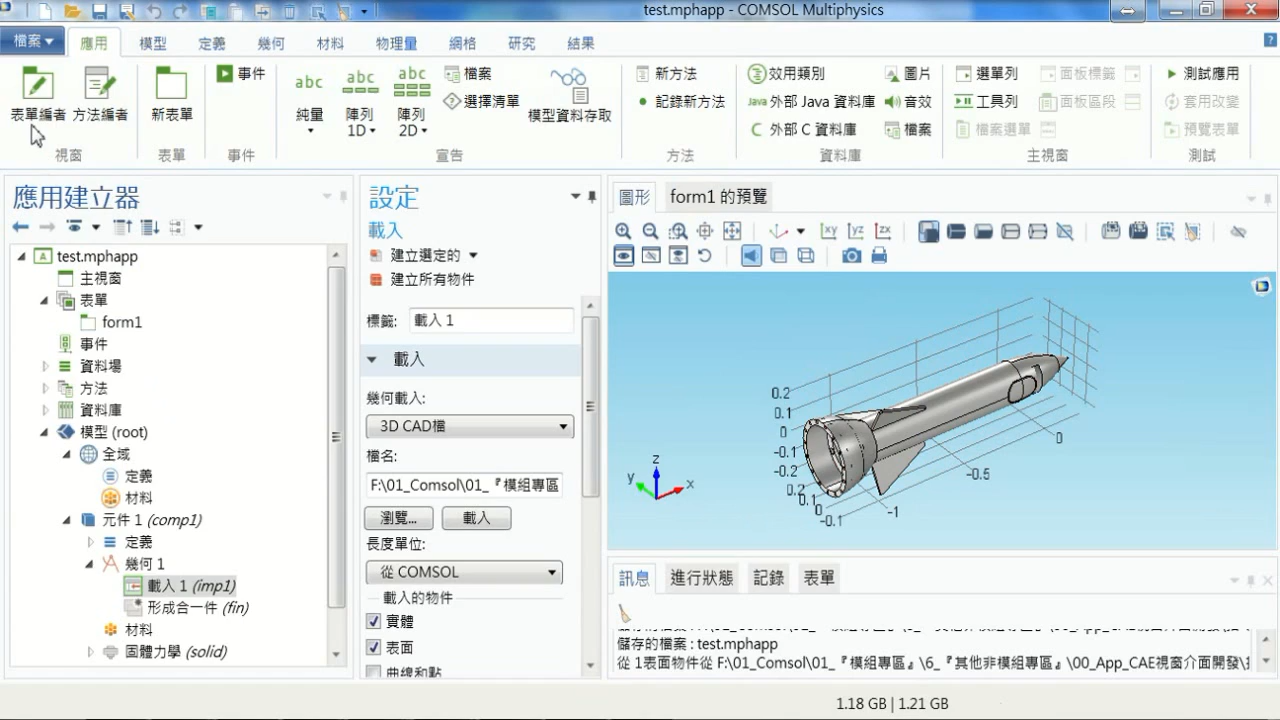 test.mphapp - COMSOL Multiphysics
檔案 應用 模型 定義 幾何 材料 物理量 網格 研究 結果
表單編者 方法編者
視窗
新表單
表單
事件
事件
abc 純量
abc 陣列 1D
abc 陣列 2D
檔案
選擇清單
模型資料存取
宣告
新方法
記錄新方法
方法
效用類別
Java 外部 Java 資料庫
C 外部 C 資料庫
圖片
音效
檔案
資料庫
選單列
工具列
檔案選單
面板標籤
面板區段
主視窗
測試應用
套用改變
預覽表單
測試
應用建立器
test.mphapp
主視窗
表單
form1
事件
資料場
方法
資料庫
模型 (root)
全域
定義
材料
元件 1 (comp1)
定義
幾何 1
載入 1 (imp1)
形成合一件 (fin)
材料
固體力學 (solid)
設定
載入
建立選定的
建立所有物件
標籤: 載入 1
載入
幾何載入:
3D CAD檔
檔名:
F:\01_Comsol\01_『模組專區
瀏覽... 載入
長度單位:
從 COMSOL
載入的物件
實體
表面
曲線和點
圖形 form1 的預覽
xy yz zx
0.2
0.1
0
-0.1
-0.2
0.2
0.1
0
-0.1
-1
-0.5
0
z
y
x
訊息 進行狀態 記錄 表單
儲存的檔案 : test.mphapp
從 1表面物件從 F:\01_Comsol\01_『模組專區』\6_『其他非模組專區』\00_App_CAE視窗介面開發\
1.18 GB | 1.21 GB